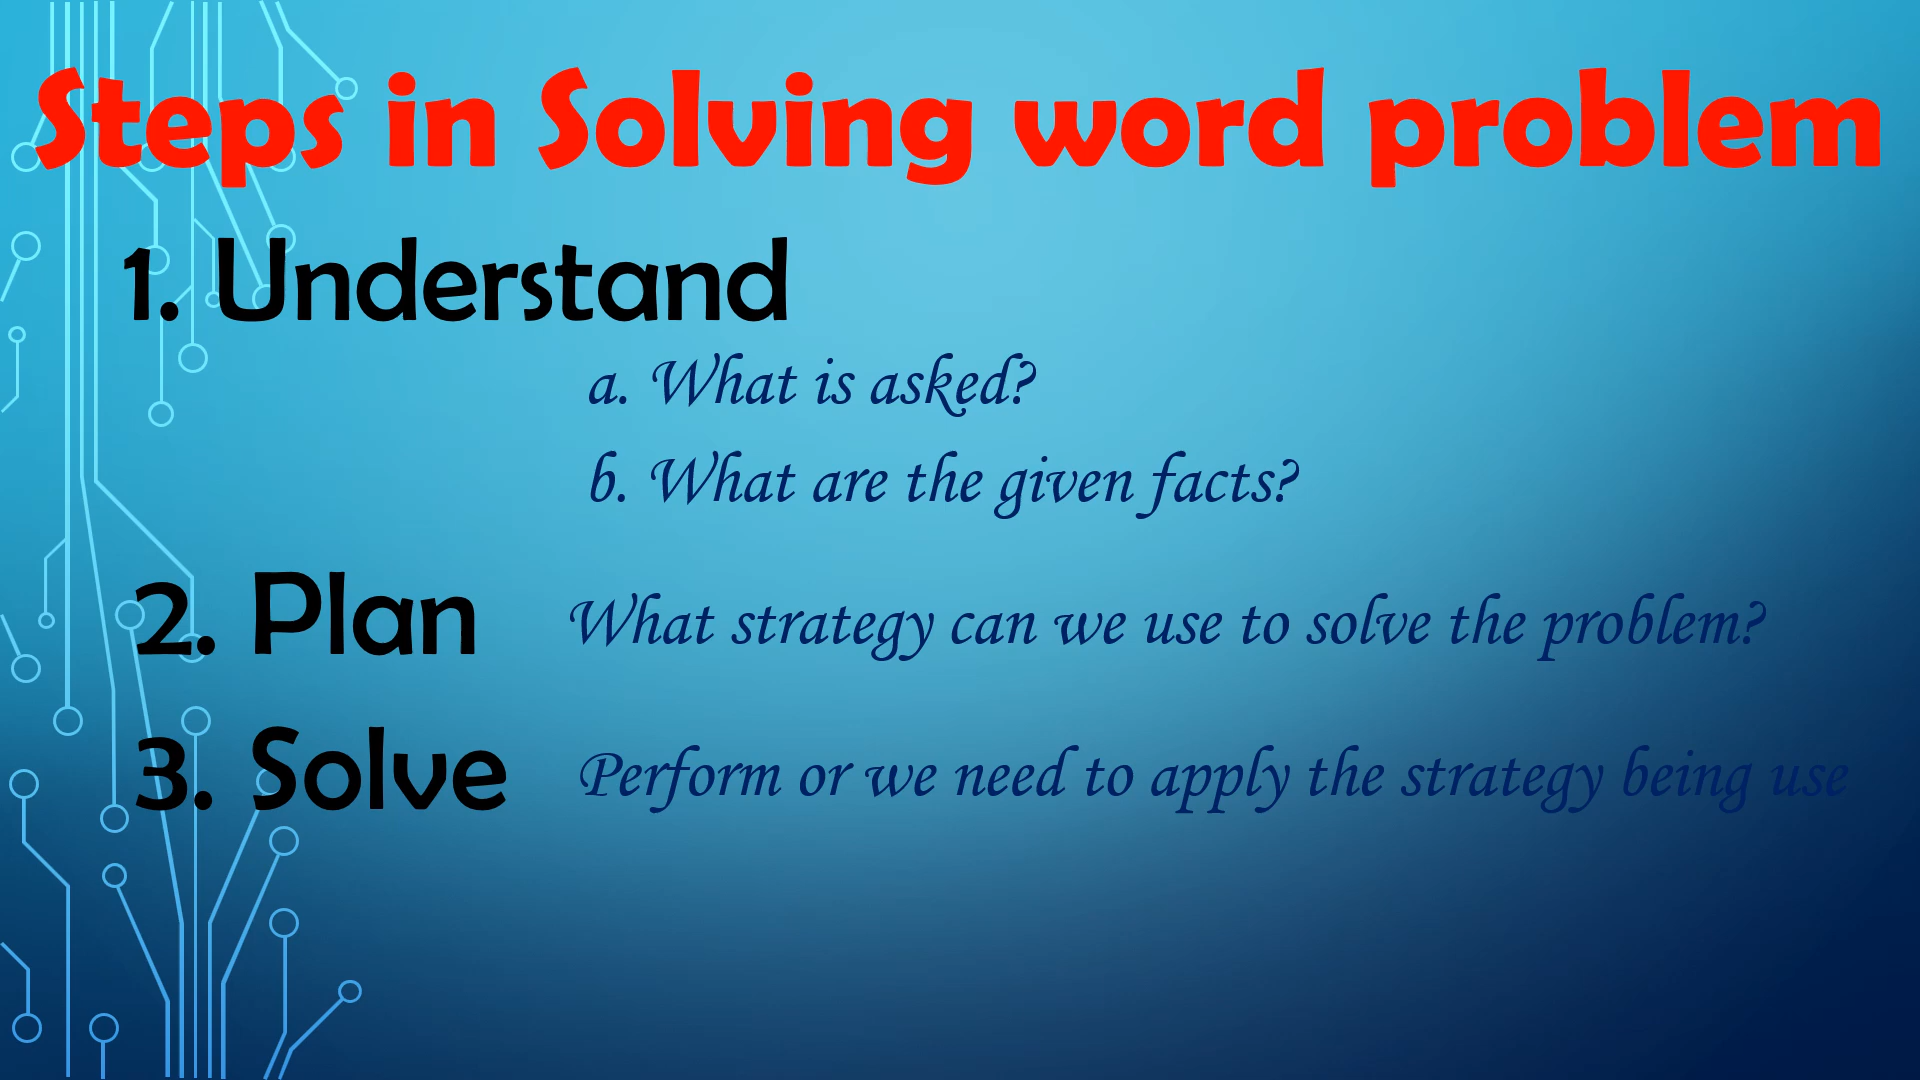 Steps in Solving word problem
1. Understand
a. What is asked?
b. What are the given facts?
2. Plan What strategy can we use to solve the problem?
3. Solve Perform or we need to apply the strategy being use